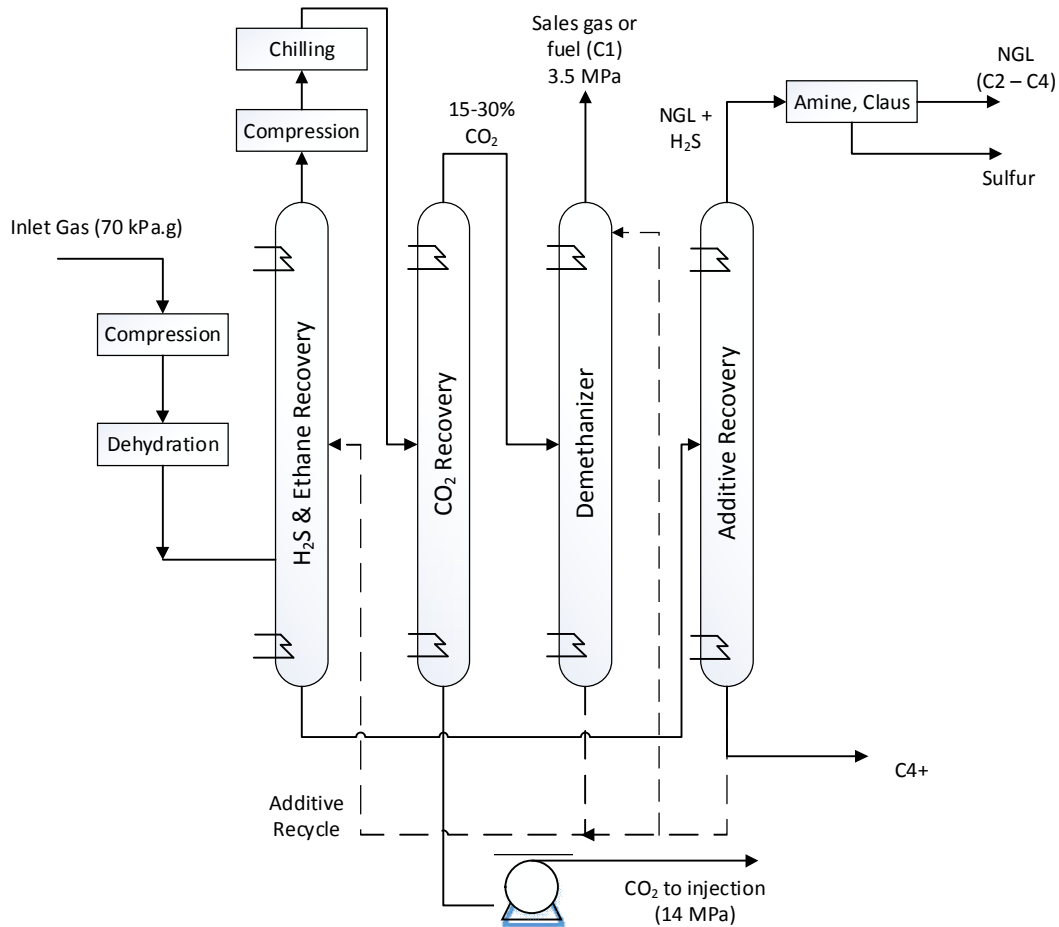 Chilling
Compression
Inlet Gas (70 kPa.g)
Compression
Dehydration
H₂S & Ethane Recovery
15-30%
CO₂
CO₂ Recovery
Sales gas or
fuel (C1)
3.5 MPa
Demethanizer
NGL +
H₂S
Amine, Claus
NGL
(C2 – C4)
Sulfur
Additive Recovery
C4+
Additive
Recycle
CO₂ to injection
(14 MPa)